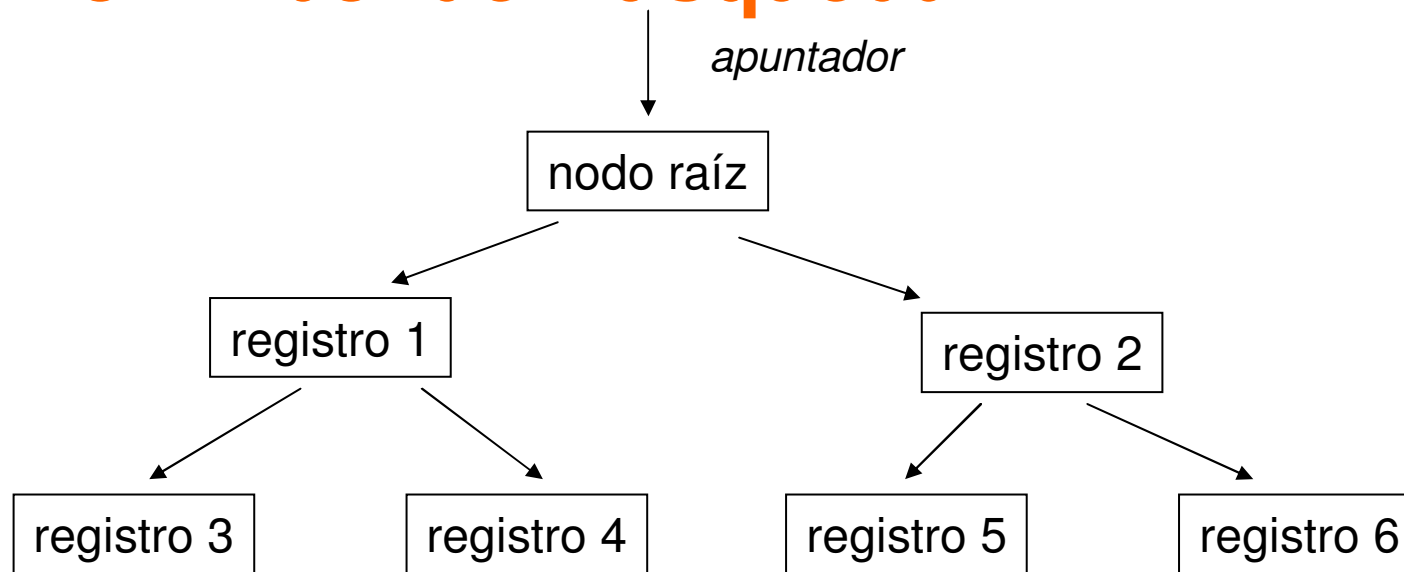 apuntador
nodo raíz
registro 1
registro 2
registro 3
registro 4
registro 5
registro 6